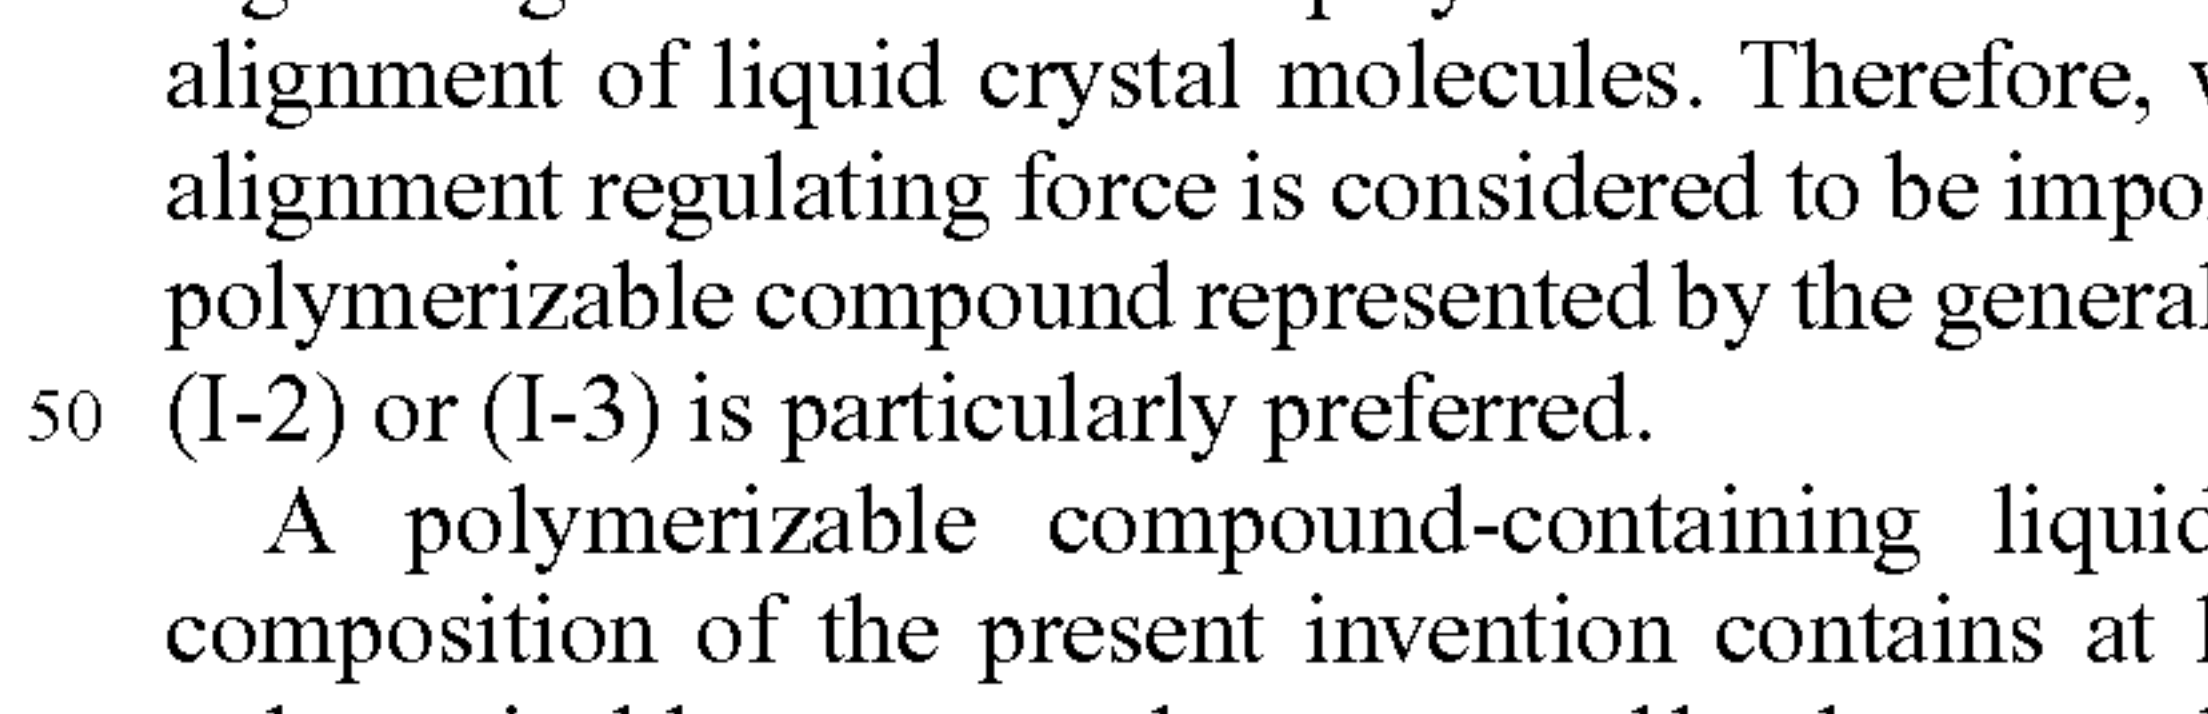 alignment of liquid crystal molecules. Therefore,
alignment regulating force is considered to be
polymerizable compound represented by the general
50 (I-2) or (I-3) is particularly preferred.
A polymerizable compound-containing
composition of the present invention contains at